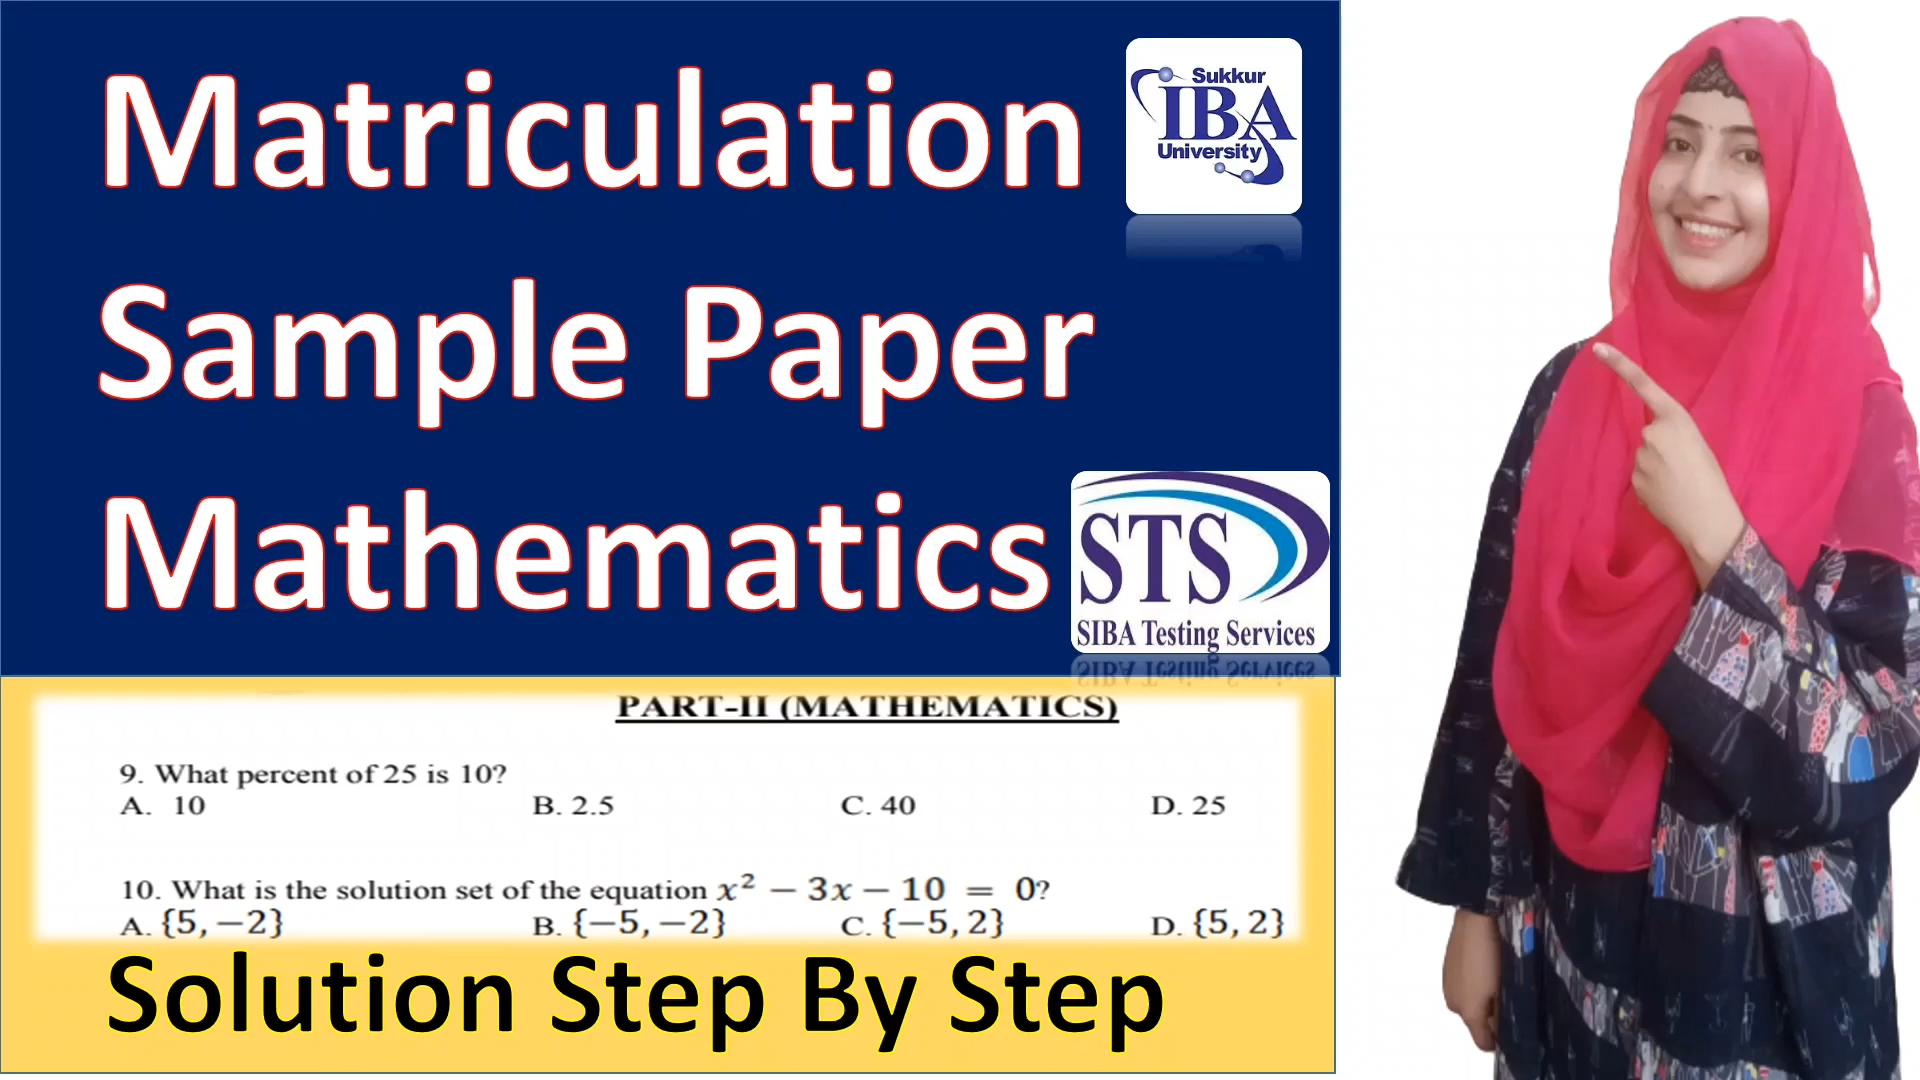 Matriculation
Sample Paper
Mathematics
Sukkur
IBA
University
STS
SIBA Testing Services
PART-II (MATHEMATICS)
9. What percent of 25 is 10?
A. 10 B. 2.5 C. 40 D. 25
10. What is the solution set of the equation x² − 3x − 10 = 0?
A. {5, −2} B. {−5, −2} C. {−5, 2} D. {5, 2}
Solution Step By Step